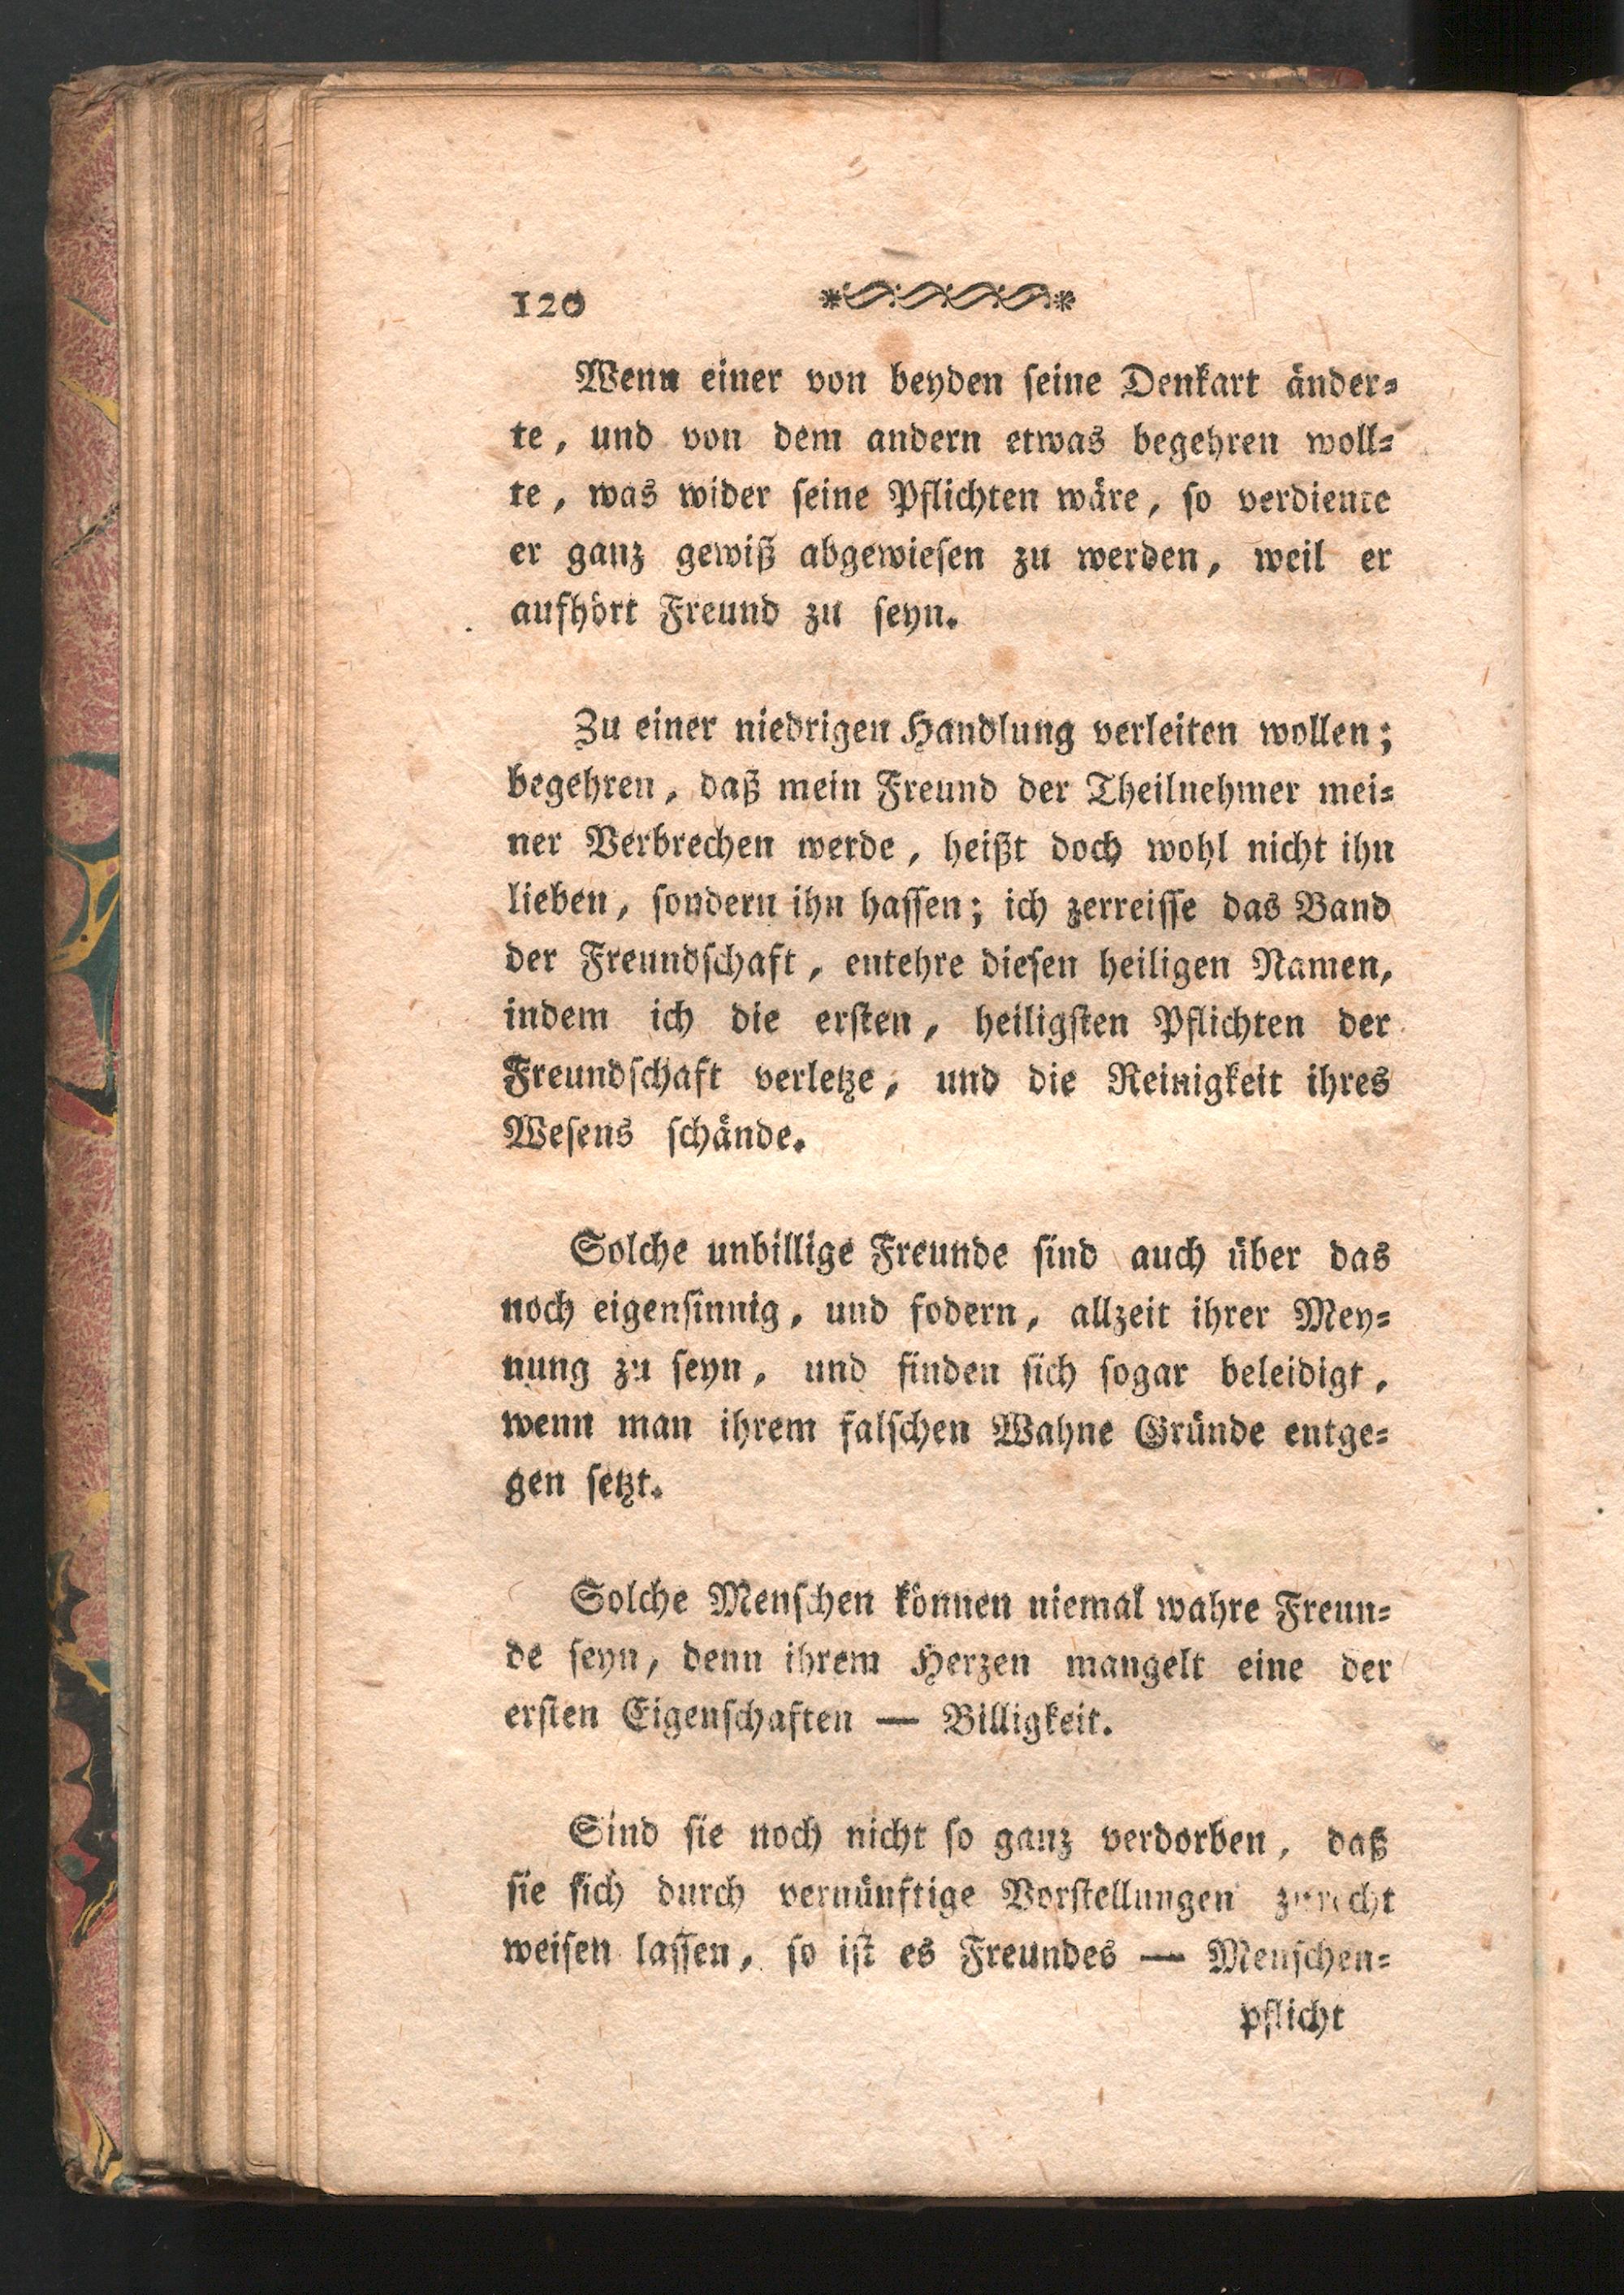 120
Wenn einer von beyden seine Denkart änder-
te, und von dem andern etwas begehren woll-
te, was wider seine Pflichten wäre, so verdiente
er ganz gewiß abgewiesen zu werden, weil er
aufhört Freund zu seyn.
Zu einer niedrigen Handlung verleiten wollen;
begehren, daß mein Freund der Theilnehmer mei-
ner Verbrechen werde, heißt doch wohl nicht ihn
lieben, sondern ihn hassen; ich zerreisse das Band
der Freundschaft, entehre diesen heiligen Namen,
indem ich die ersten, heiligsten Pflichten der
Freundschaft verletze, und die Reinigkeit ihres
Wesens schände.
Solche unbillige Freunde sind auch über das
noch eigensinnig, und fodern, allzeit ihrer Mey-
nung zu seyn, und finden sich sogar beleidigt,
wenn man ihrem falschen Wahne Gründe entge-
gen setzt.
Solche Menschen können niemal wahre Freun-
de seyn, denn ihrem Herzen mangelt eine der
ersten Eigenschaften — Billigkeit.
Sind sie noch nicht so ganz verdorben, daß
sie sich durch vernünftige Vorstellungen zurecht
weisen lassen, so ist es Freundes — Menschen-
pflicht